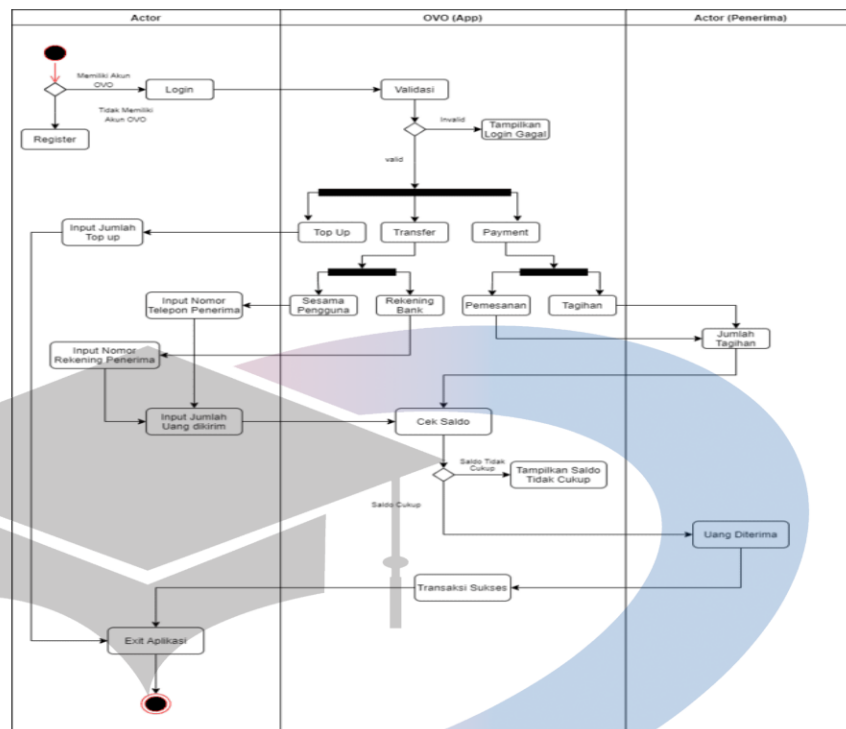 Actor
OVO (App)
Actor (Penerima)
Memiliki Akun
OVO
Login
Validasi
Tidak Memiliki
Akun OVO
Register
Invalid
Tampilkan
Login Gagal
valid
Input Jumlah
Top up
Top Up
Transfer
Payment
Input Nomor
Telepon Penerima
Sesama
Pengguna
Rekening
Bank
Pemesanan
Tagihan
Jumlah
Tagihan
Input Nomor
Rekening Penerima
Input Jumlah
Uang dikirim
Cek Saldo
Saldo Tidak
Cukup
Tampilkan Saldo
Tidak Cukup
Saldo Cukup
Uang Diterima
Transaksi Sukses
Exit Aplikasi